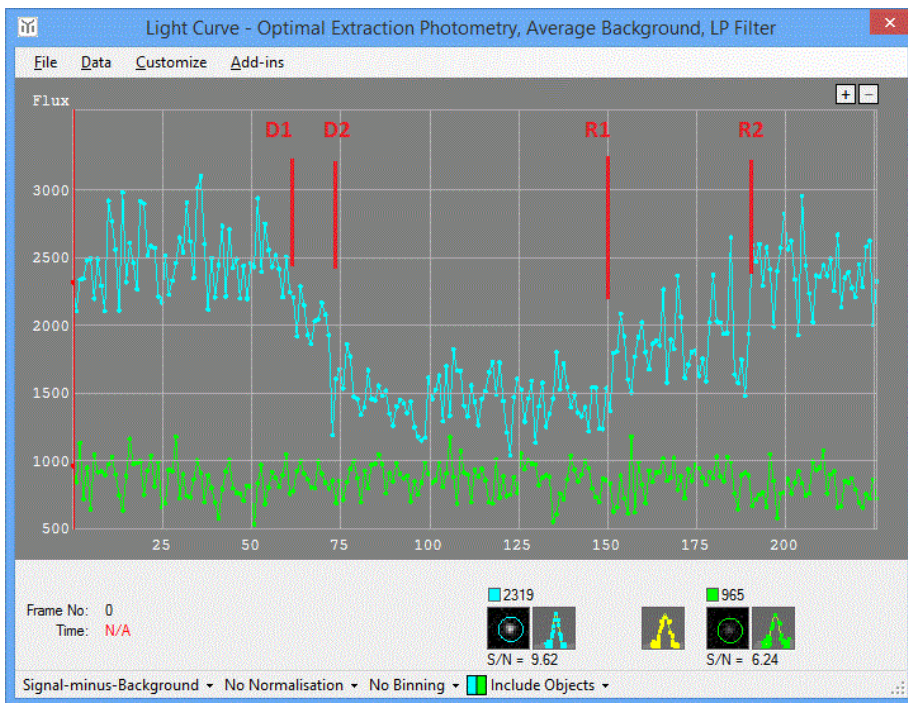 Light Curve - Optimal Extraction Photometry, Average Background, LP Filter
File Data Customize Add-ins
Flux
+ −
D1 D2 R1 R2
3000
2500
2000
1500
1000
500
25 50 75 100 125 150 175 200
2319 965
Frame No: 0
Time: N/A
S/N = 9.62 S/N = 6.24
Signal-minus-Background No Normalisation No Binning Include Objects